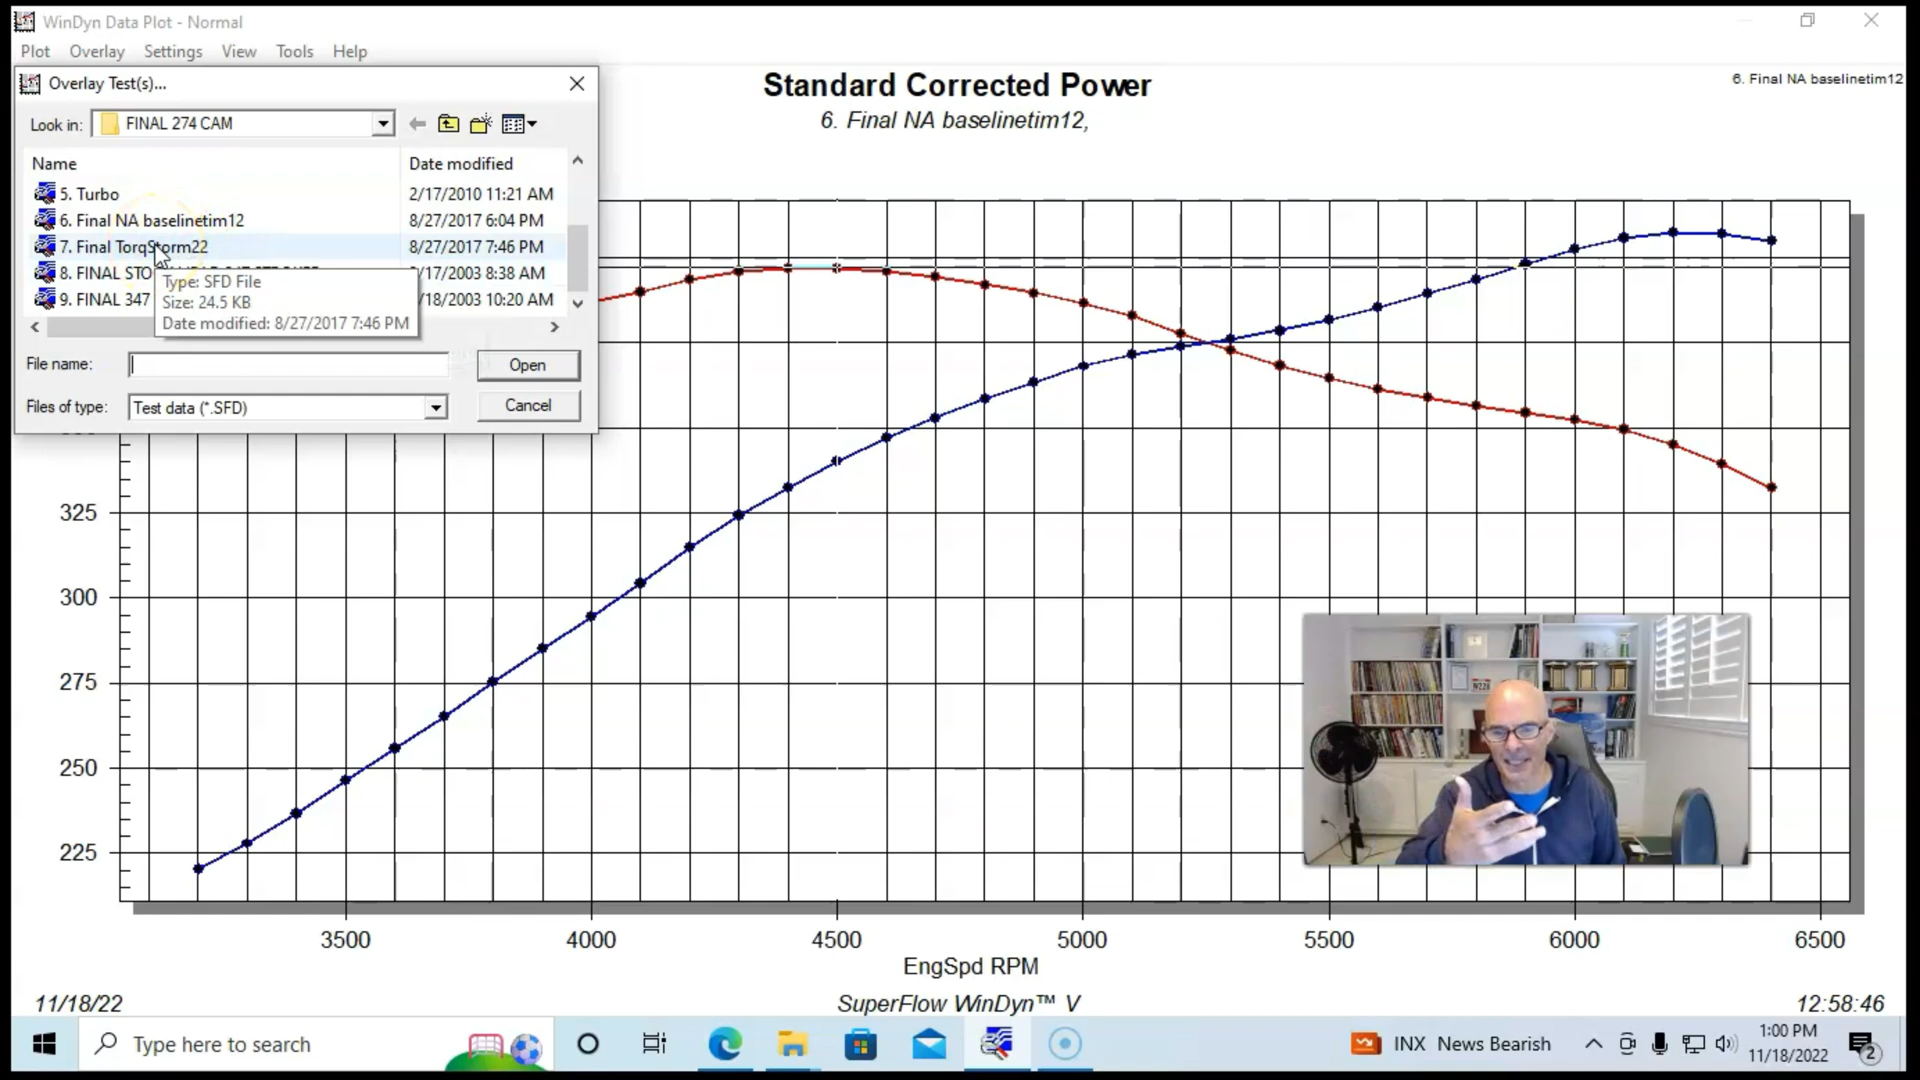 WinDyn Data Plot - Normal
Plot Overlay Settings View Tools Help
Overlay Test(s)...
Look in: FINAL 274 CAM
Name Date modified
5. Turbo 2/17/2010 11:21 AM
6. Final NA baselinetim12 8/27/2017 6:04 PM
7. Final TorqStorm22 8/27/2017 7:46 PM
8. FINAL 17/2003 8:38 AM
9. FINAL 347 /18/2003 10:20 AM
Type: SFD File
Size: 24.5 KB
Date modified: 8/27/2017 7:46 PM
File name: Open
Files of type: Test data (*.SFD) Cancel
Standard Corrected Power
6. Final NA baselinetim12,
6. Final NA baselinetim12
325
300
275
250
225
3500 4000 4500 5000 5500 6000 6500
EngSpd RPM
11/18/22 SuperFlow WinDyn™ V 12:58:46
Type here to search
INX News Bearish
1:00 PM
11/18/2022
2